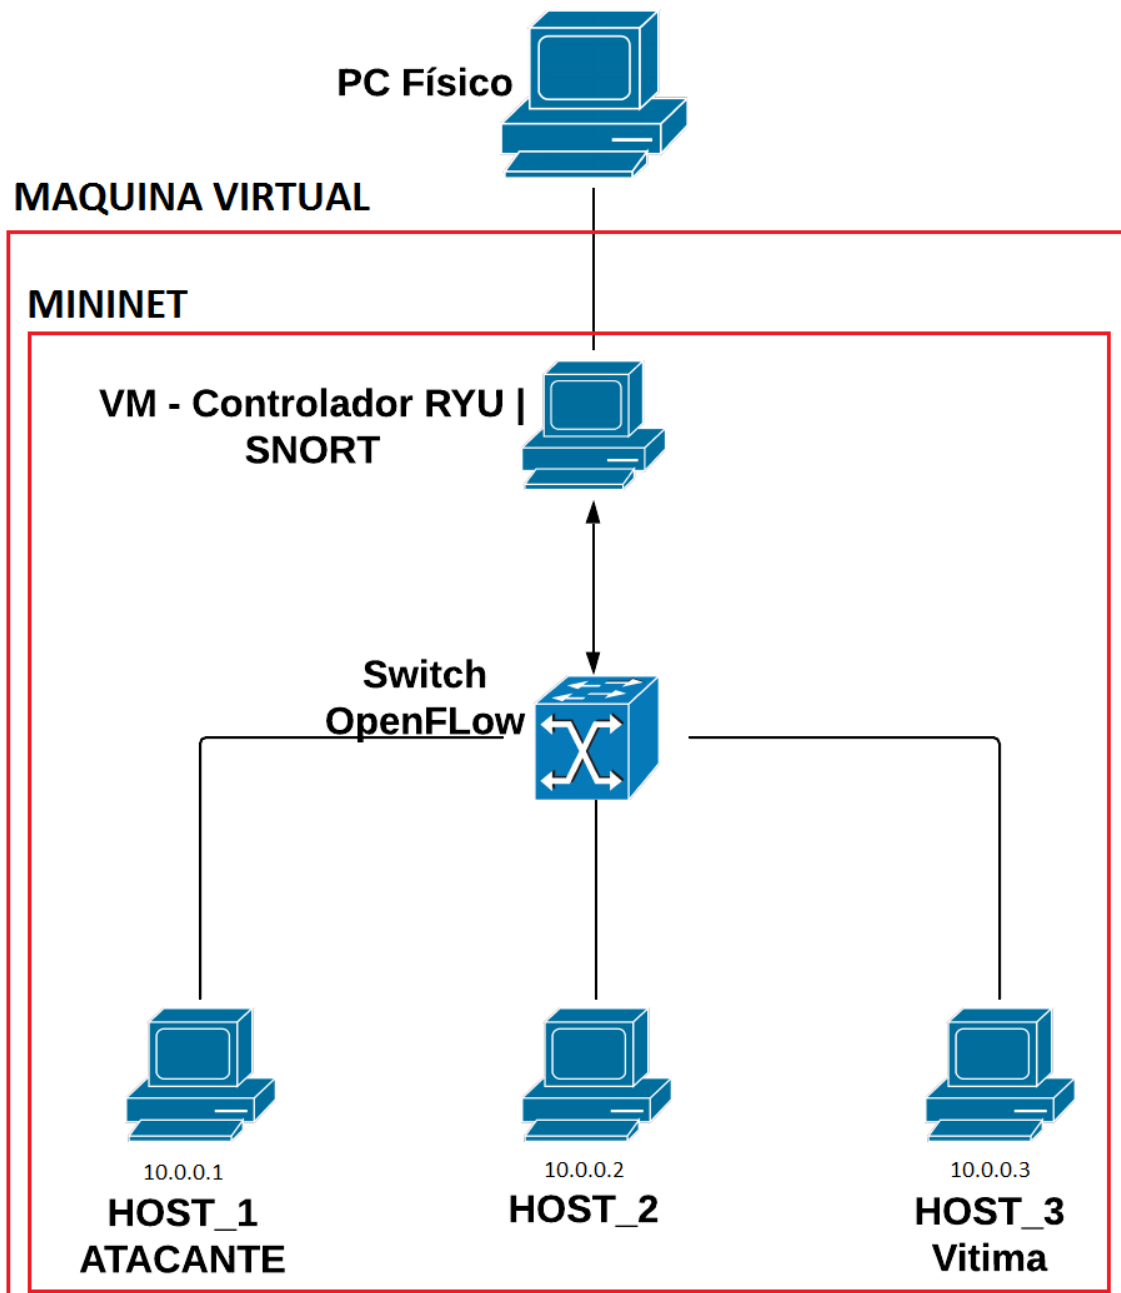 PC Físico
MAQUINA VIRTUAL
MININET
VM - Controlador RYU |
SNORT
Switch
OpenFLow
10.0.0.1
HOST_1
ATACANTE
10.0.0.2
HOST_2
10.0.0.3
HOST_3
Vitima